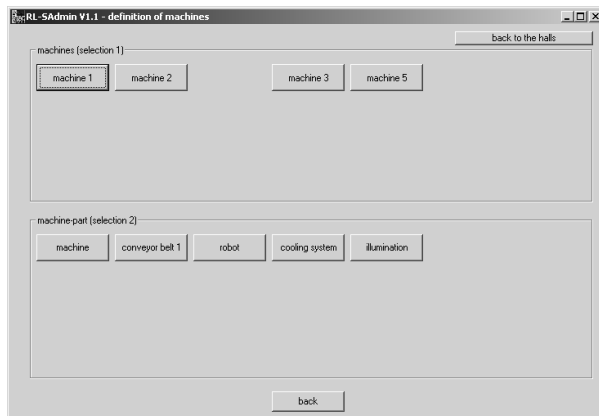 RL-SAdmin V1.1 - definition of machines
back to the halls
machines (selection 1)
machine 1 machine 2 machine 3 machine 5
machine-part (selection 2)
machine conveyor belt 1 robot cooling system illumination
back